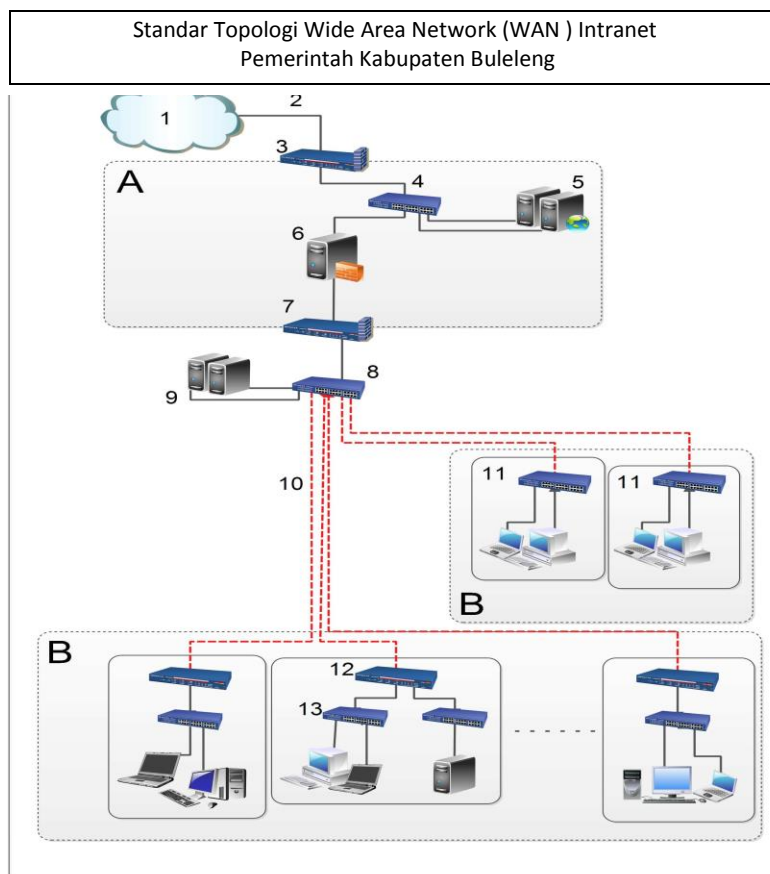 Standar Topologi Wide Area Network (WAN ) Intranet
Pemerintah Kabupaten Buleleng
1
2
3
A
4
5
6
7
8
9
10
11
11
B
B
12
13